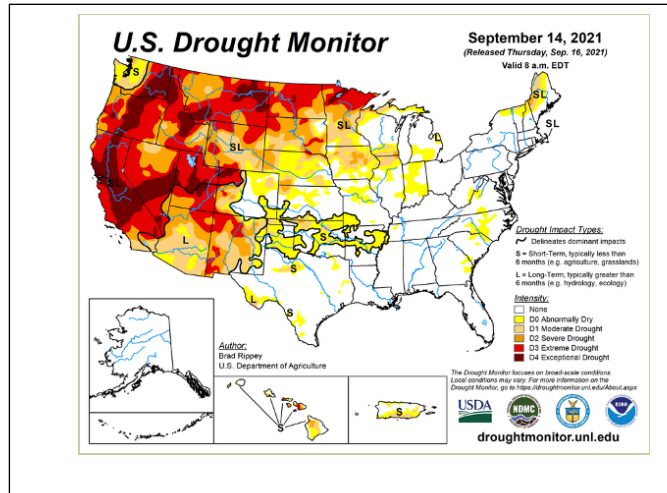 U.S. Drought Monitor
September 14, 2021
(Released Thursday, Sep. 16, 2021)
Valid 8 a.m. EDT
S
SL
SL
SL
L
SL
SL
L
S
S
L
S
Drought Impact Types:
Delineates dominant impacts
S = Short-Term, typically less than
6 months (e.g. agriculture, grasslands)
L = Long-Term, typically greater than
6 months (e.g. hydrology, ecology)
Intensity:
None
D0 Abnormally Dry
D1 Moderate Drought
D2 Severe Drought
D3 Extreme Drought
D4 Exceptional Drought
Author:
Brad Rippey
U.S. Department of Agriculture
S
S
The Drought Monitor focuses on broad-scale conditions.
Local conditions may vary. For more information on the
Drought Monitor, go to https://droughtmonitor.unl.edu/About.aspx
USDA
NDMC
NOAA
droughtmonitor.unl.edu